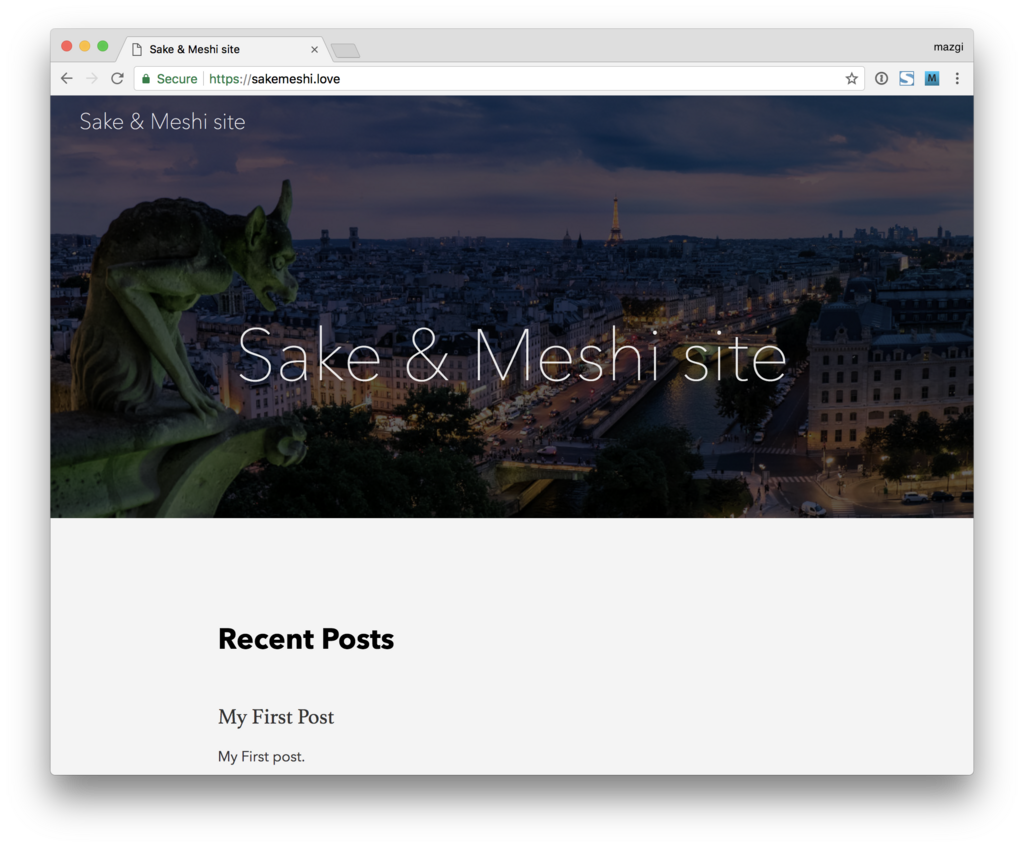 Sake & Meshi site
mazgi
Secure https://sakemeshi.love
S
M
Sake & Meshi site
Sake & Meshi site
Recent Posts
My First Post
My First post.